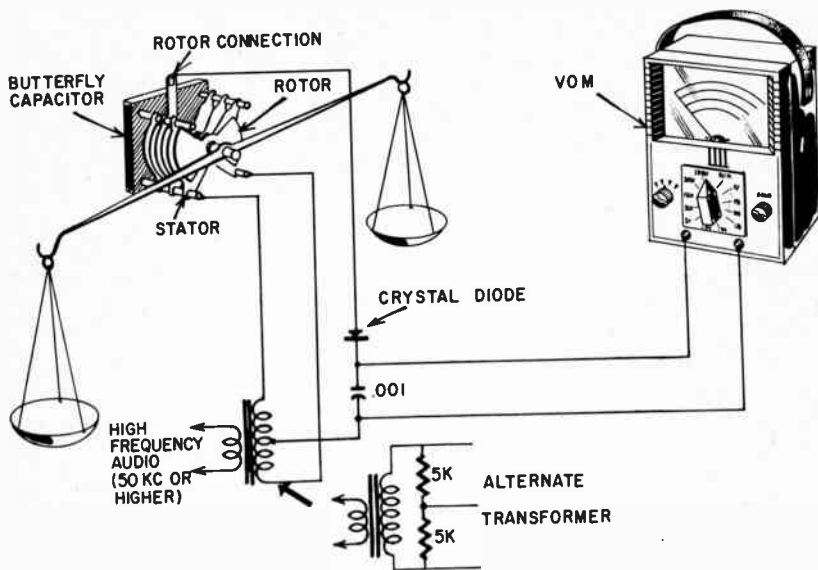 ROTOR CONNECTION
BUTTERFLY
CAPACITOR
ROTOR
STATOR
VOM
CRYSTAL DIODE
.001
HIGH
FREQUENCY
AUDIO
(50 KC OR
HIGHER)
5K
5K
ALTERNATE
TRANSFORMER